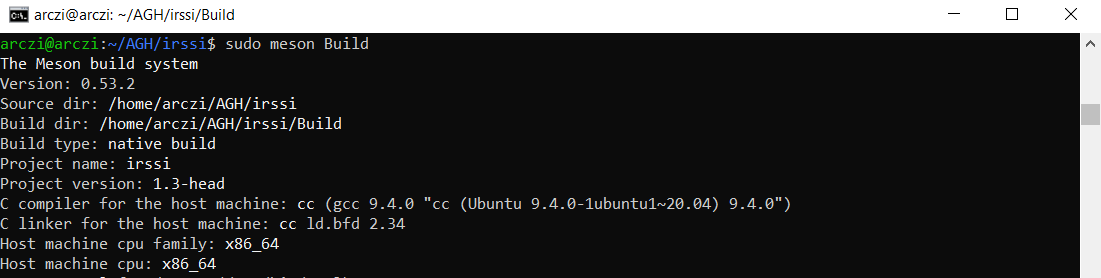 arczi@arczi: ~/AGH/irssi/Build
arczi@arczi:~/AGH/irssi$ sudo meson Build
The Meson build system
Version: 0.53.2
Source dir: /home/arczi/AGH/irssi
Build dir: /home/arczi/AGH/irssi/Build
Build type: native build
Project name: irssi
Project version: 1.3-head
C compiler for the host machine: cc (gcc 9.4.0 "cc (Ubuntu 9.4.0-1ubuntu1~20.04) 9.4.0")
C linker for the host machine: cc ld.bfd 2.34
Host machine cpu family: x86_64
Host machine cpu: x86_64